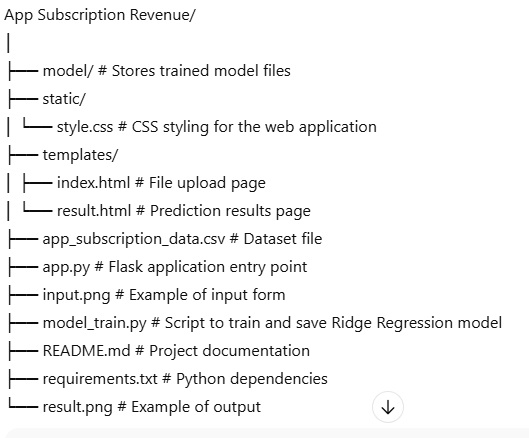 App Subscription Revenue/
│
├── model/ # Stores trained model files
├── static/
│ └── style.css # CSS styling for the web application
├── templates/
│ ├── index.html # File upload page
│ └── result.html # Prediction results page
├── app_subscription_data.csv # Dataset file
├── app.py # Flask application entry point
├── input.png # Example of input form
├── model_train.py # Script to train and save Ridge Regression model
├── README.md # Project documentation
├── requirements.txt # Python dependencies
└── result.png # Example of output